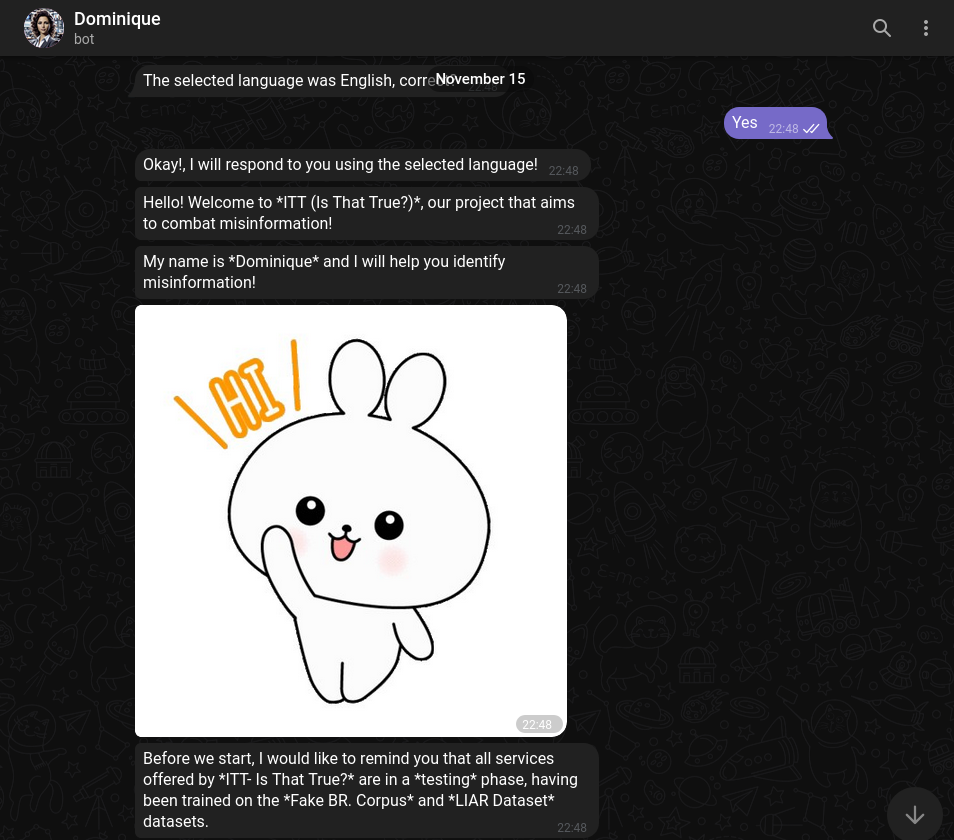 Dominique
bot
November 15
The selected language was English, corre
22:48
Yes 22:48
Okay!, I will respond to you using the selected language! 22:48
Hello! Welcome to *ITT (Is That True?)*, our project that aims
to combat misinformation!
22:48
My name is *Dominique* and I will help you identify
misinformation!
22:48
\HI/
22:48
Before we start, I would like to remind you that all services
offered by *ITT- Is That True?* are in a *testing* phase, having
been trained on the *Fake BR. Corpus* and *LIAR Dataset*
datasets.
22:48